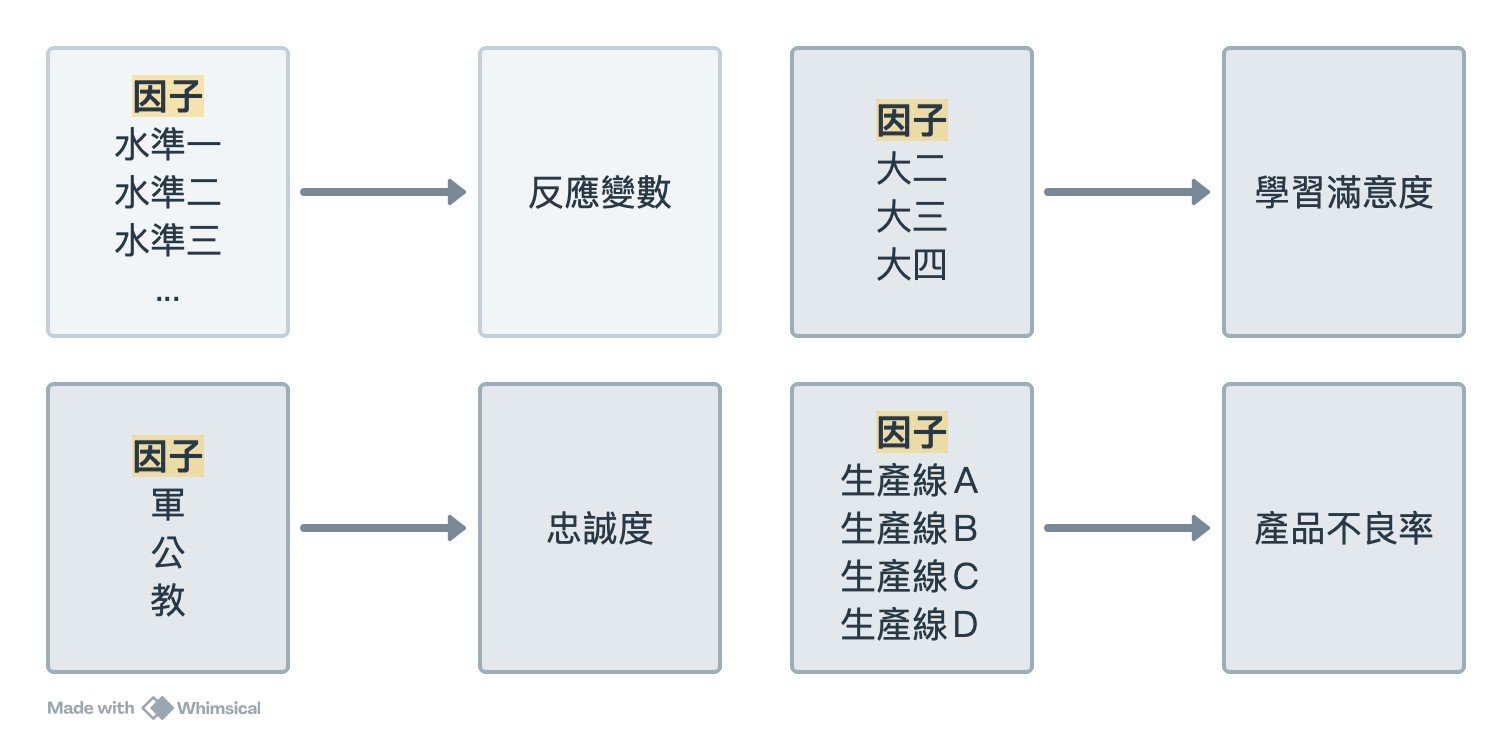 因子
水準一
水準二
水準三
...
反應變數
因子
大二
大三
大四
學習滿意度
因子
軍
公
教
忠誠度
因子
生產線A
生產線B
生產線C
生產線D
產品不良率
Made with Whimsical